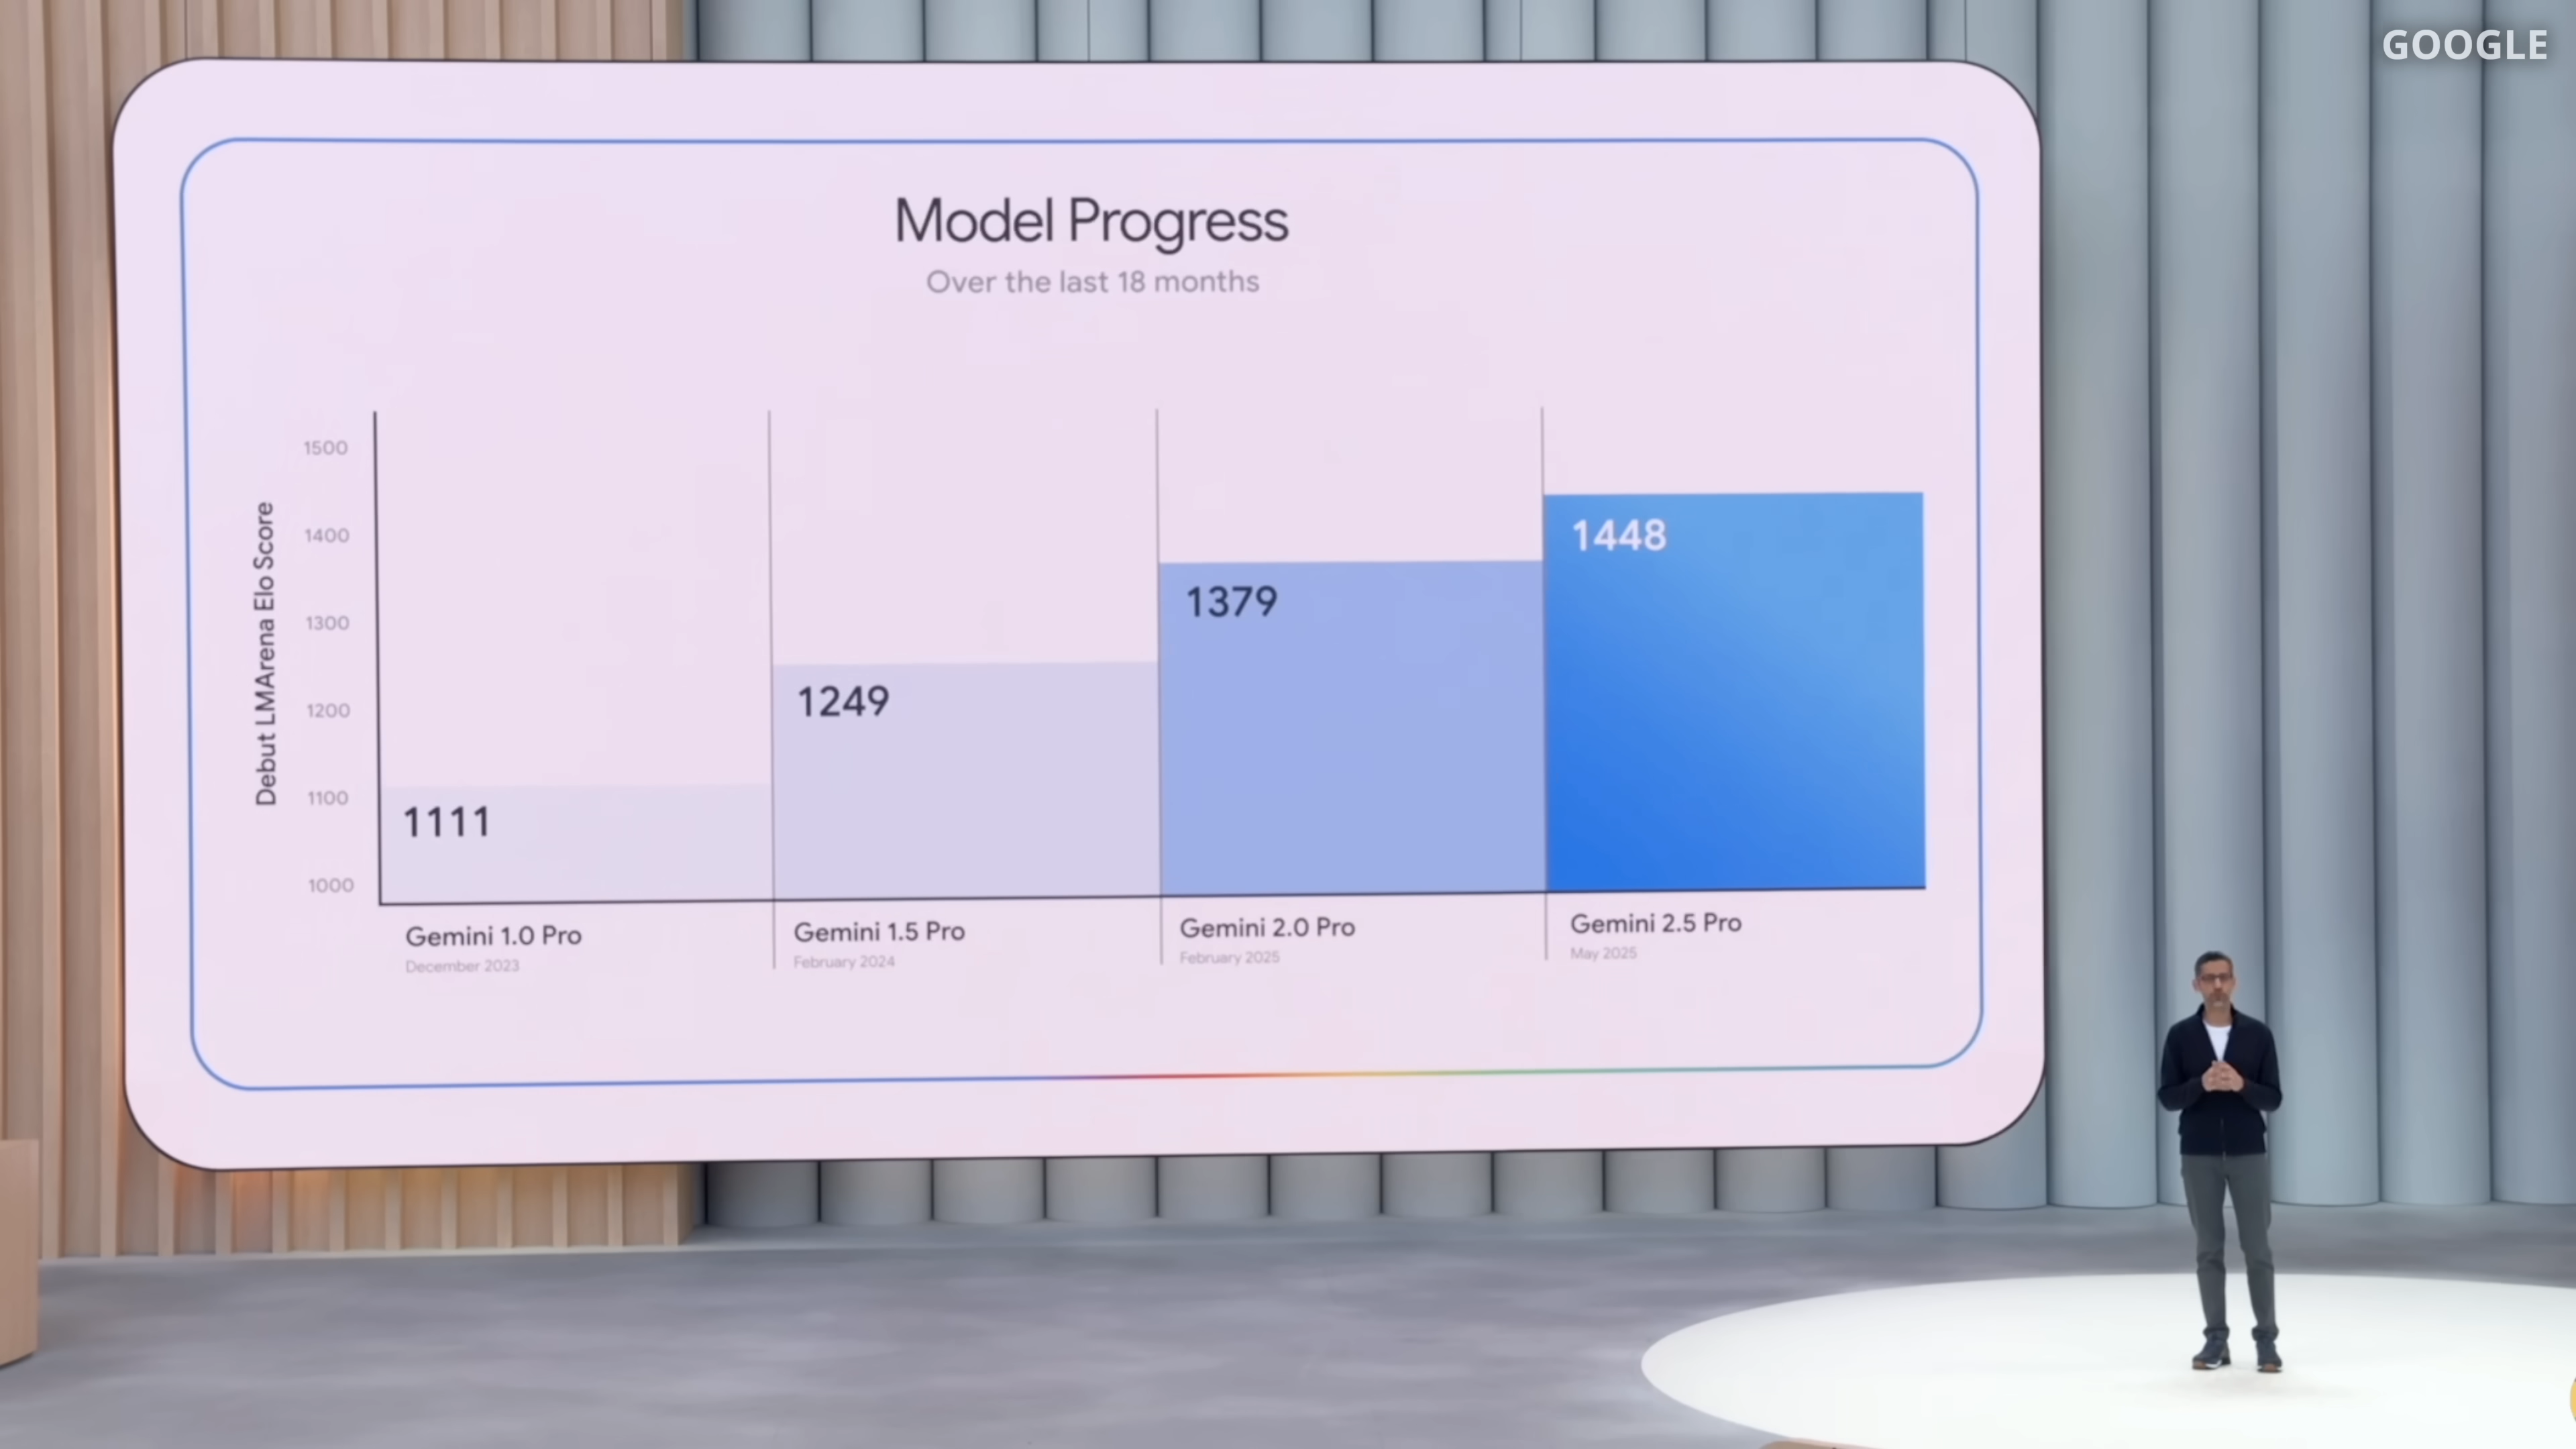 GOOGLE
Model Progress
Over the last 18 months
Debut LMArena Elo Score
1500
1400
1300
1200
1100
1000
1111
1249
1379
1448
Gemini 1.0 Pro
December 2023
Gemini 1.5 Pro
February 2024
Gemini 2.0 Pro
February 2025
Gemini 2.5 Pro
May 2025